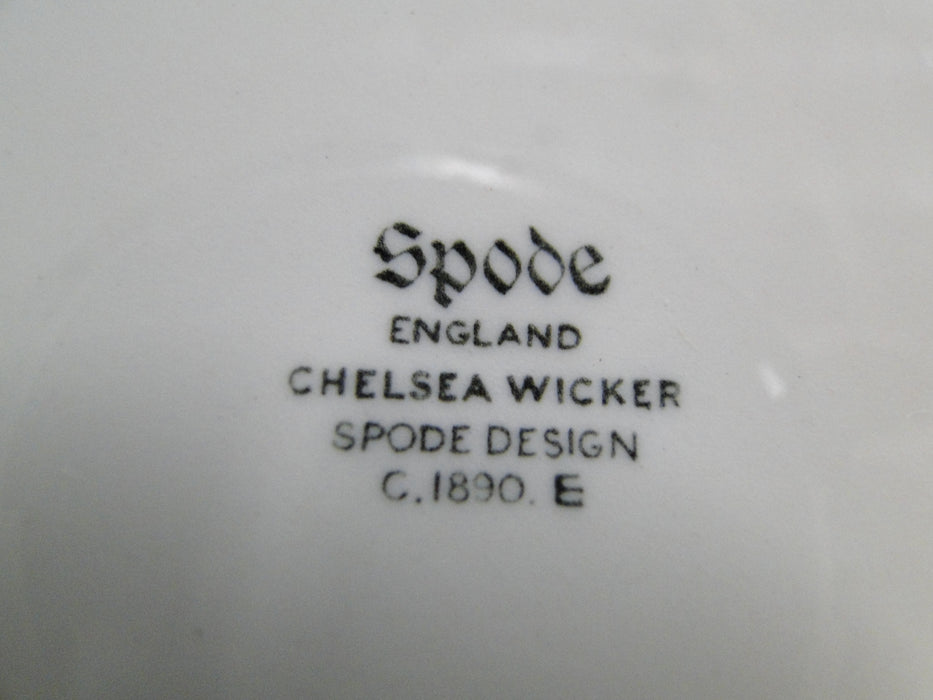 Spode
ENGLAND
CHELSEA WICKER
SPODE DESIGN
C.1890. E